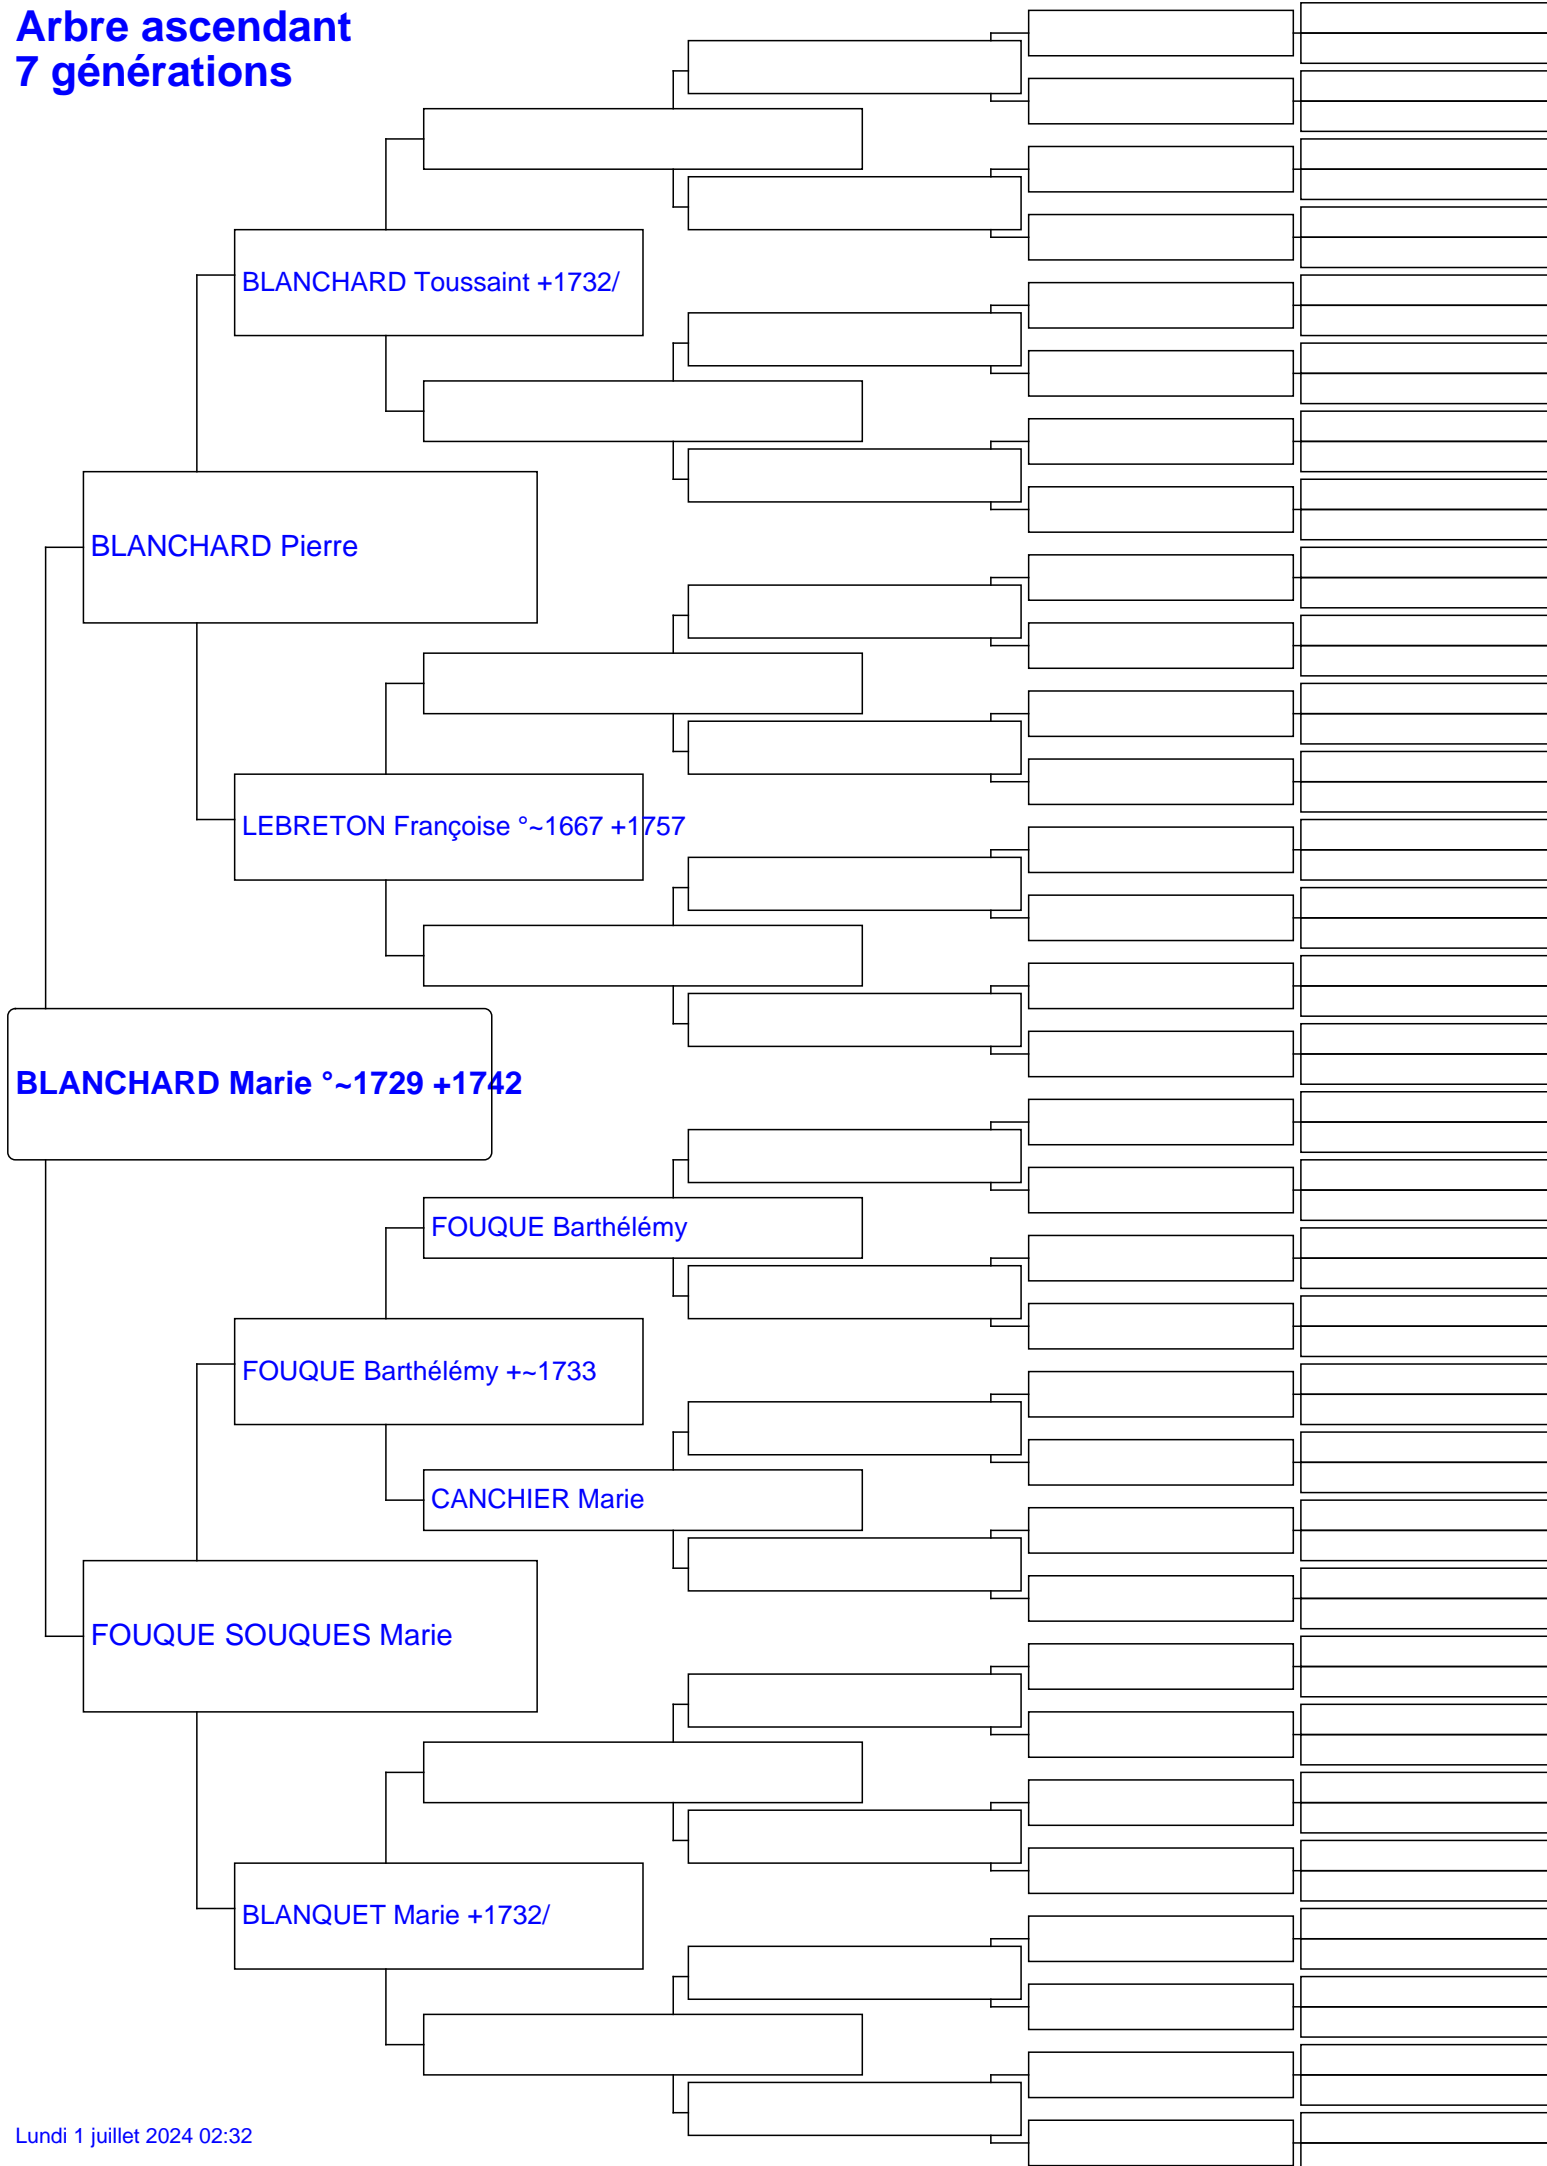 Arbre ascendant
7 générations
BLANCHARD Toussaint +1732/
BLANCHARD Pierre
LEBRETON Françoise °~1667 +1757
BLANCHARD Marie °~1729 +1742
FOUQUE Barthélémy
FOUQUE Barthélémy +~1733
CANCHIER Marie
FOUQUE SOUQUES Marie
BLANQUET Marie +1732/
Lundi 1 juillet 2024 02:32